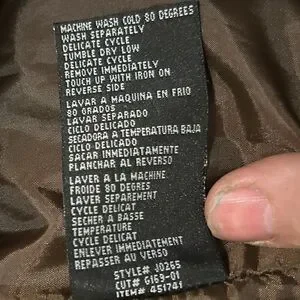 MACHINE WASH COLD 80 DEGREES
WASH SEPARATELY
DELICATE CYCLE
TUMBLE DRY LOW
DELICATE CYCLE
REMOVE IMMEDIATELY
TOUCH UP WITH IRON ON
REVERSE SIDE
LAVAR A MAQUINA EN FRIO
80 GRADOS
LAVAR SEPARADO
CICLO DELICADO
SECADORA A TEMPERATURA BAJA
CICLO DELICADO
SACAR INMEDIATAMENTE
PLANCHAR AL REVERSO
LAVER A LA MACHINE
FROIDE 80 DEGRES
LAVER SEPAREMENT
CYCLE DELICAT
SECHER A BASSE
TEMPERATURE
CYCLE DELICAT
ENLEVER IMMEDIATEMENT
REPASSER AU VERSO
STYLE# J0265
CUT# 6IE9-01
ITEM# 451741